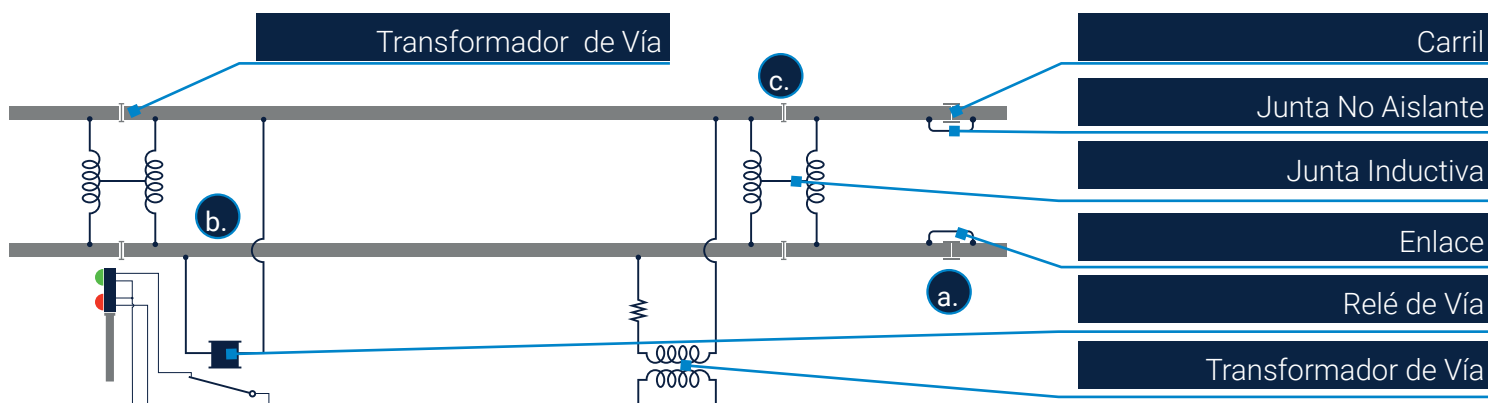 Transformador de Vía
Carril
c.
Junta No Aislante
Junta Inductiva
b.
Enlace
a.
Relé de Vía
Transformador de Vía